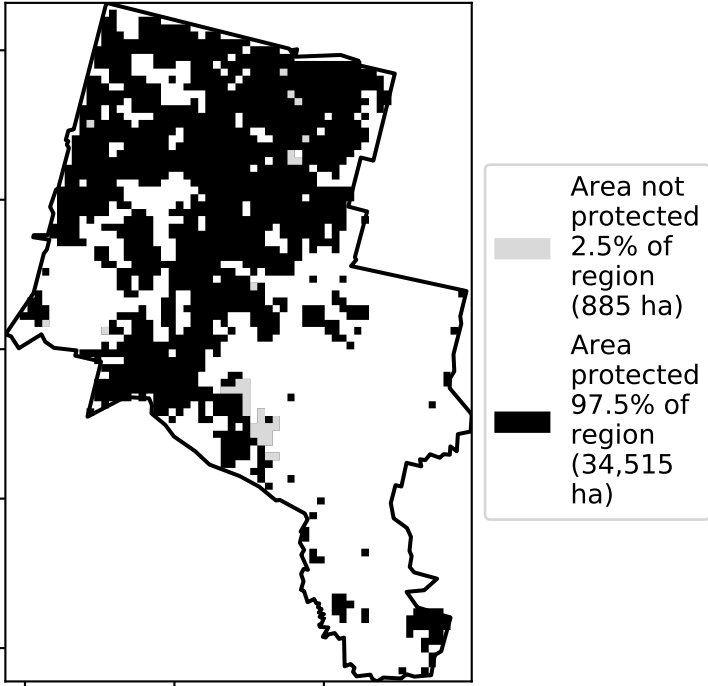 Area not
protected
2.5% of
region
(885 ha)
Area
protected
97.5% of
region
(34,515
ha)